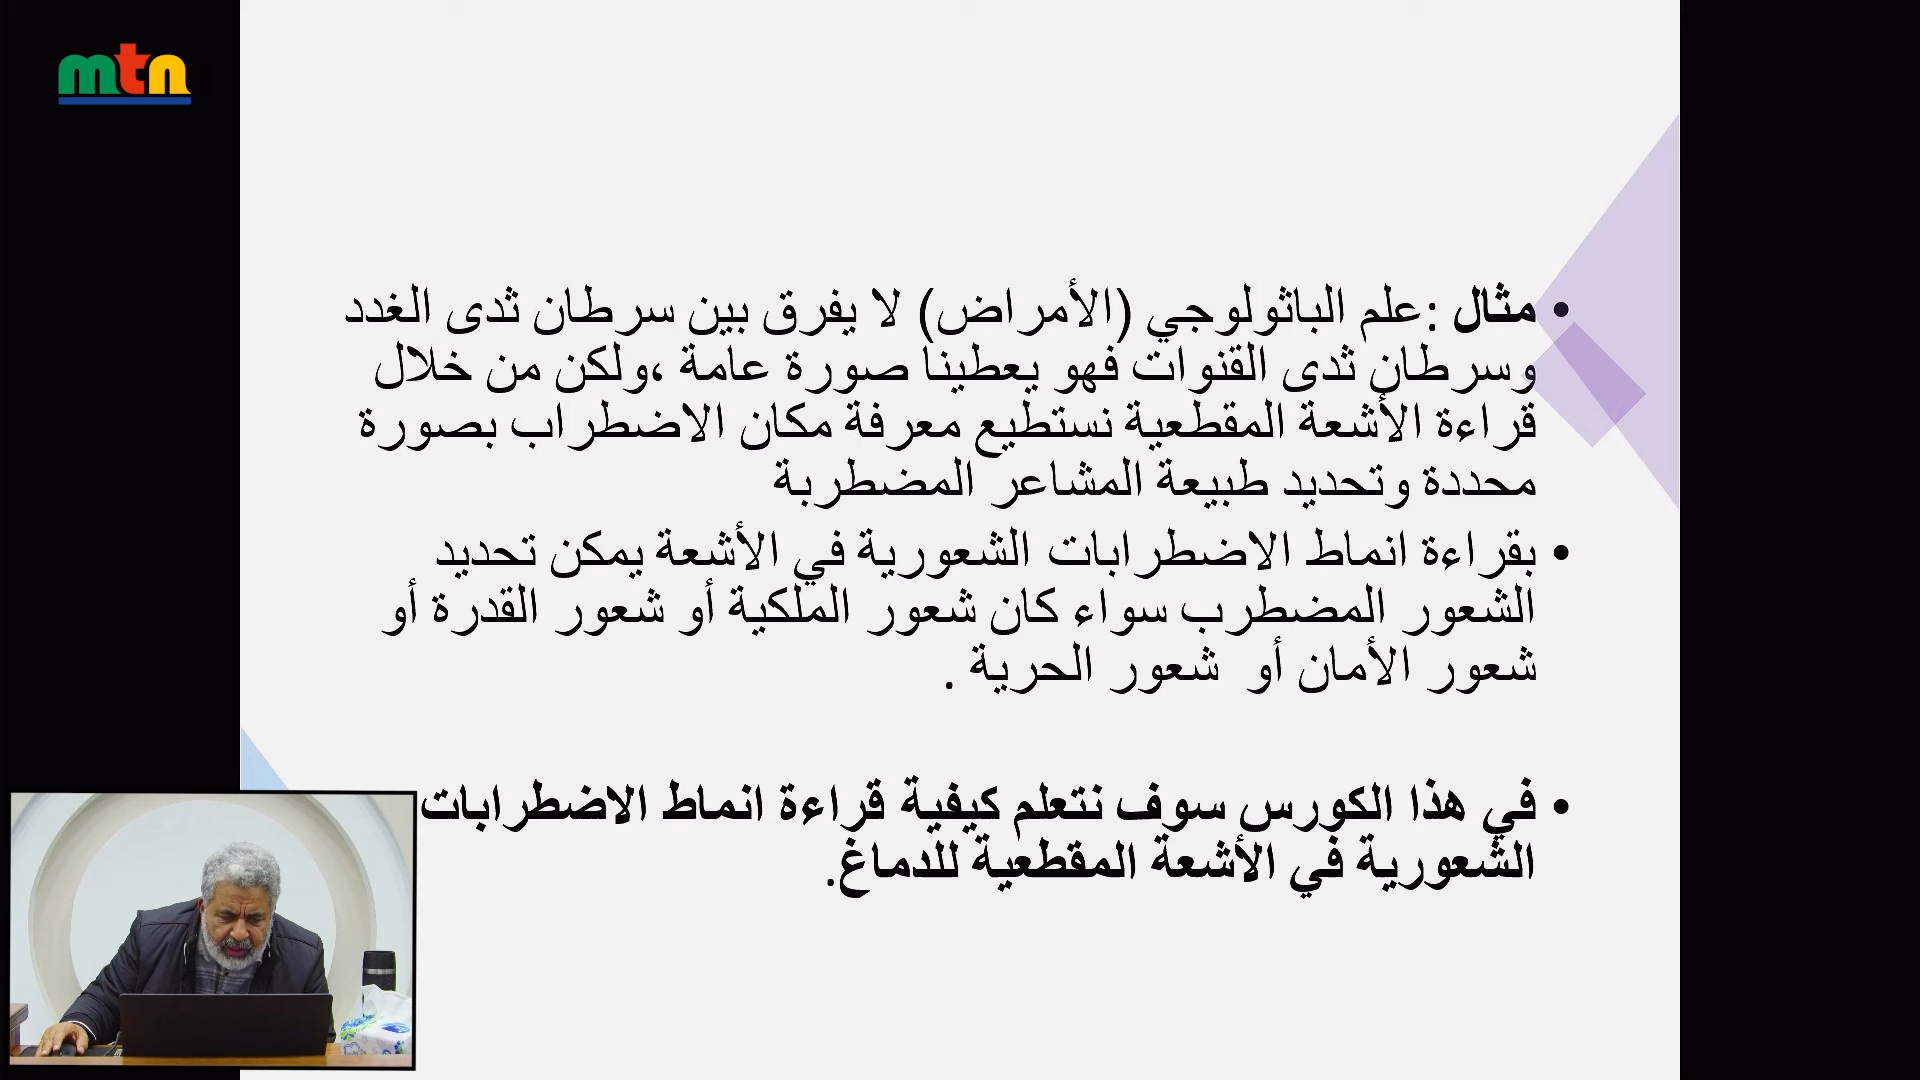 mtn
• مثال :علم الباثولوجي (الأمراض) لا يفرق بين سرطان ثدى الغدد
وسرطان ثدى القنوات فهو يعطينا صورة عامة ،ولكن من خلال
قراءة الأشعة المقطعية نستطيع معرفة مكان الاضطراب بصورة
محددة وتحديد طبيعة المشاعر المضطربة
• بقراءة انماط الاضطرابات الشعورية في الأشعة يمكن تحديد
الشعور المضطرب سواء كان شعور الملكية أو شعور القدرة أو
شعور الأمان أو شعور الحرية .
• في هذا الكورس سوف نتعلم كيفية قراءة انماط الاضطرابات
الشعورية في الأشعة المقطعية للدماغ.